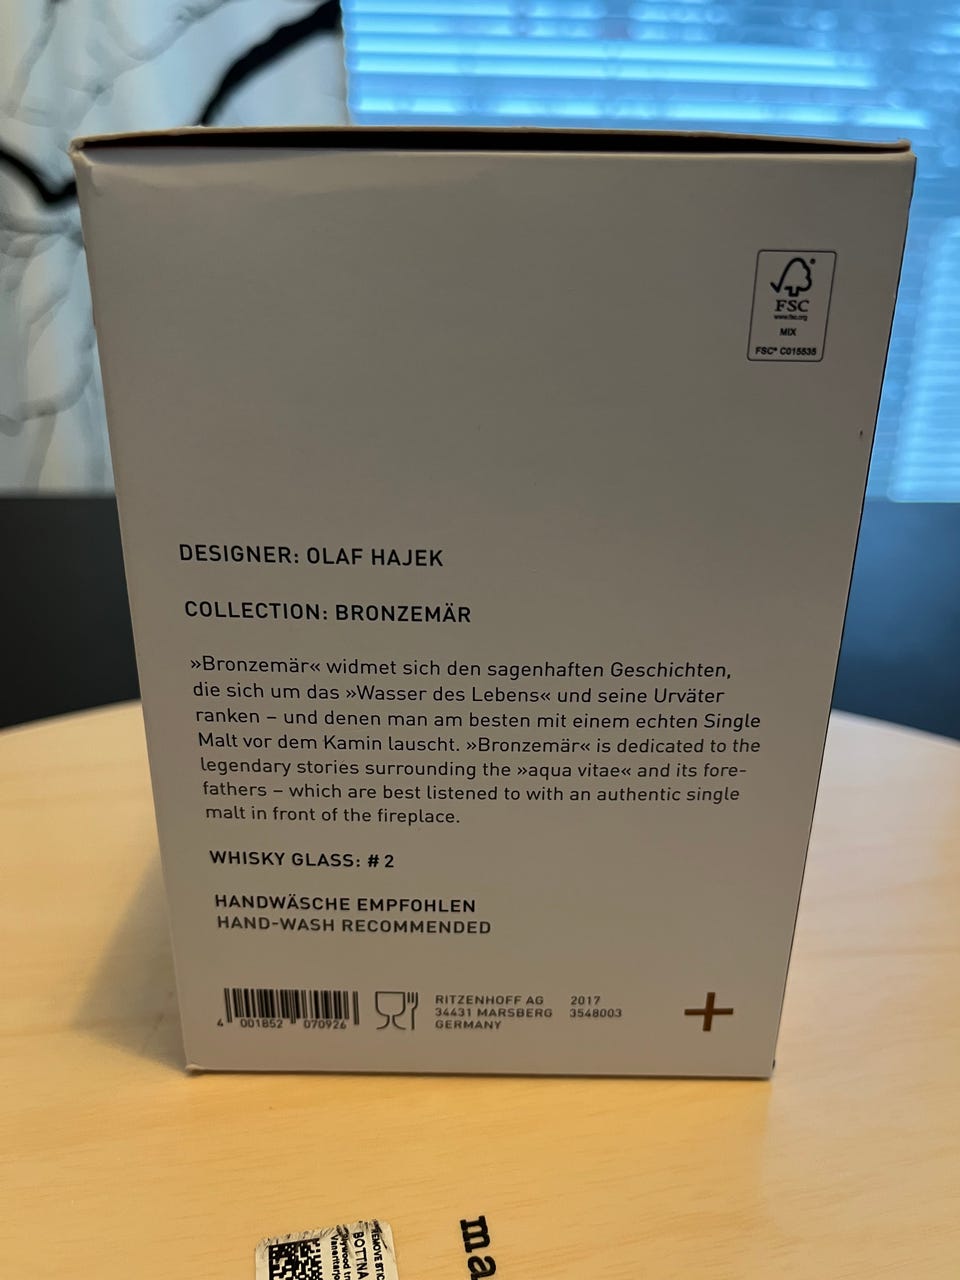 FSC
www.fsc.org
MIX
FSC® C015535
DESIGNER: OLAF HAJEK
COLLECTION: BRONZEMÄR
»Bronzemär« widmet sich den sagenhaften Geschichten,
die sich um das »Wasser des Lebens« und seine Urväter
ranken – und denen man am besten mit einem echten Single
Malt vor dem Kamin lauscht. »Bronzemär« is dedicated to the
legendary stories surrounding the »aqua vitae« and its fore-
fathers – which are best listened to with an authentic single
malt in front of the fireplace.
WHISKY GLASS: #2
HANDWÄSCHE EMPFOHLEN
HAND-WASH RECOMMENDED
4 001852 070926
RITZENHOFF AG 2017
34431 MARSBERG 3548003
GERMANY
BOTTNA
ma